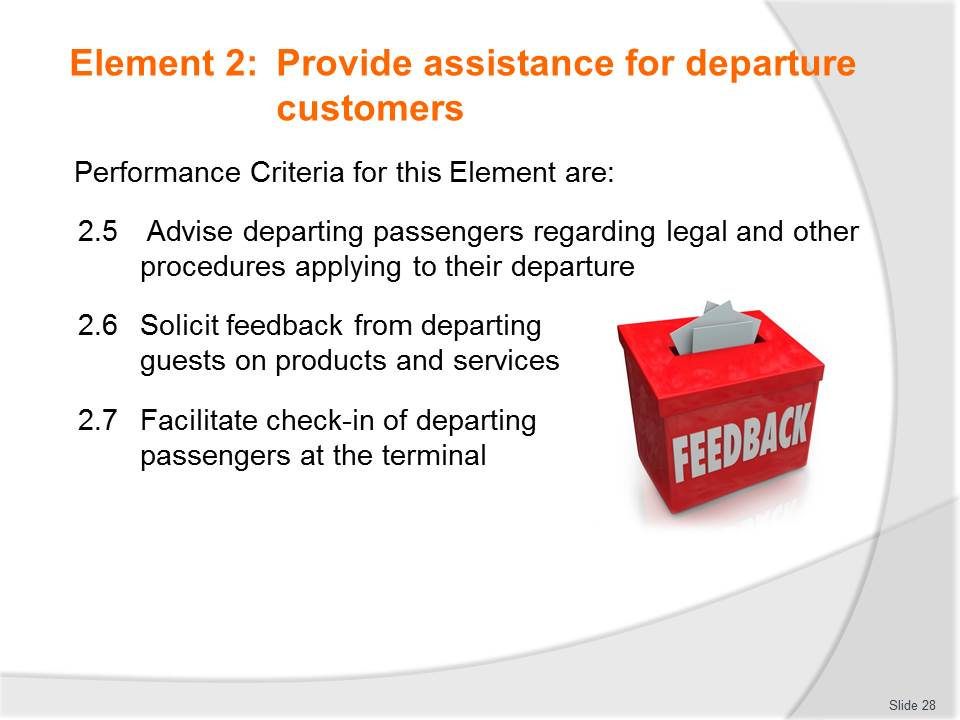 Element 2: Provide assistance for departure
customers
Performance Criteria for this Element are:
2.5 Advise departing passengers regarding legal and other
procedures applying to their departure
2.6 Solicit feedback from departing
guests on products and services
2.7 Facilitate check-in of departing
passengers at the terminal
FEEDBACK
Slide 28